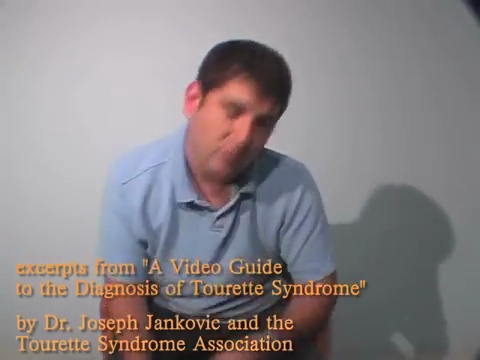 excerpts from "A Video Guide
to the Diagnosis of Tourette Syndrome"
by Dr. Joseph Jankovic and the
Tourette Syndrome Association